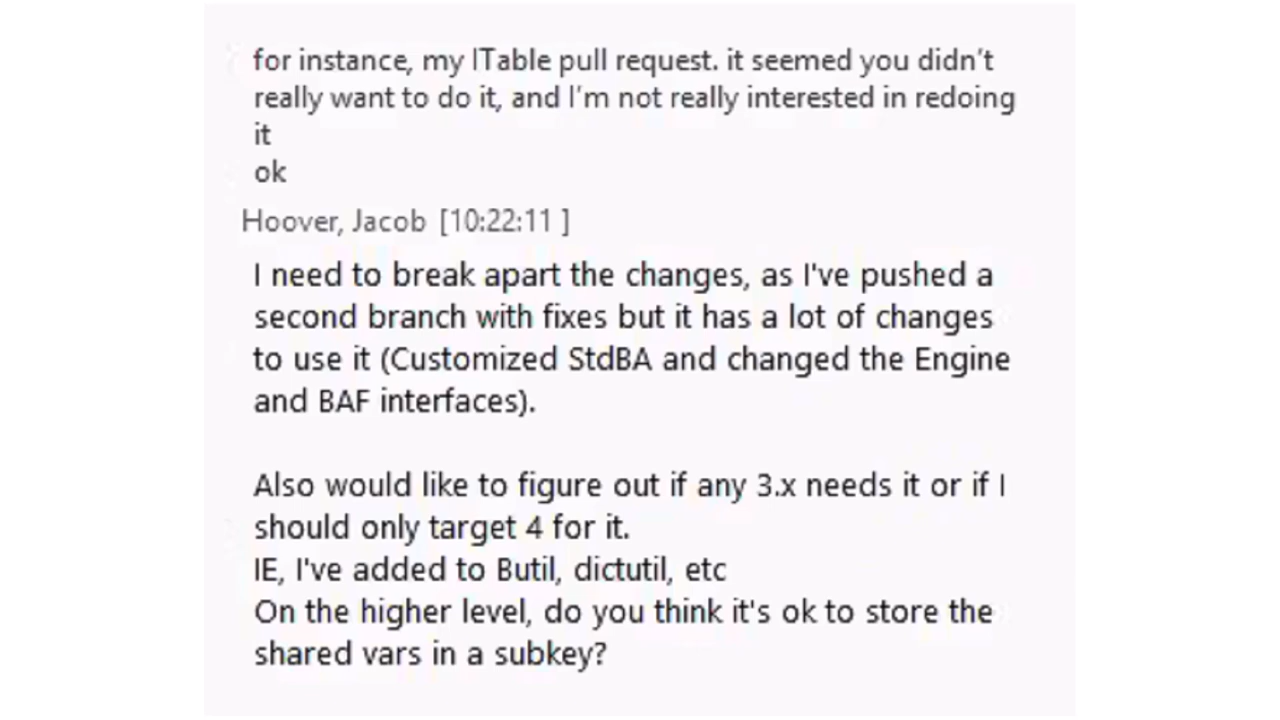 for instance, my ITable pull request. it seemed you didn't
really want to do it, and I'm not really interested in redoing
it
ok
Hoover, Jacob [10:22:11 ]
I need to break apart the changes, as I've pushed a
second branch with fixes but it has a lot of changes
to use it (Customized StdBA and changed the Engine
and BAF interfaces).
Also would like to figure out if any 3.x needs it or if I
should only target 4 for it.
IE, I've added to Butil, dictutil, etc
On the higher level, do you think it's ok to store the
shared vars in a subkey?